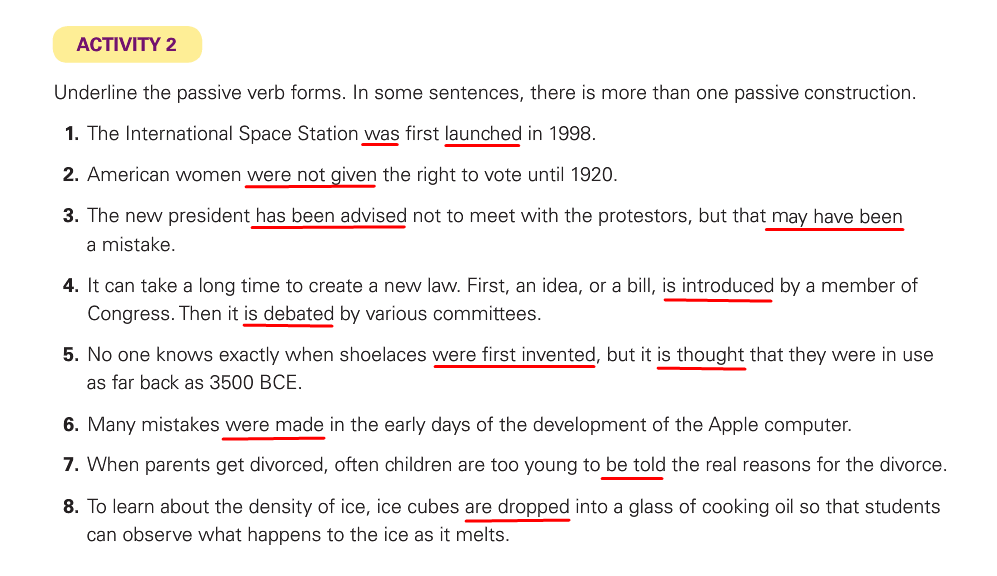 ACTIVITY 2
Underline the passive verb forms. In some sentences, there is more than one passive construction.
1. The International Space Station was first launched in 1998.
2. American women were not given the right to vote until 1920.
3. The new president has been advised not to meet with the protestors, but that may have been
a mistake.
4. It can take a long time to create a new law. First, an idea, or a bill, is introduced by a member of
Congress. Then it is debated by various committees.
5. No one knows exactly when shoelaces were first invented, but it is thought that they were in use
as far back as 3500 BCE.
6. Many mistakes were made in the early days of the development of the Apple computer.
7. When parents get divorced, often children are too young to be told the real reasons for the divorce.
8. To learn about the density of ice, ice cubes are dropped into a glass of cooking oil so that students
can observe what happens to the ice as it melts.